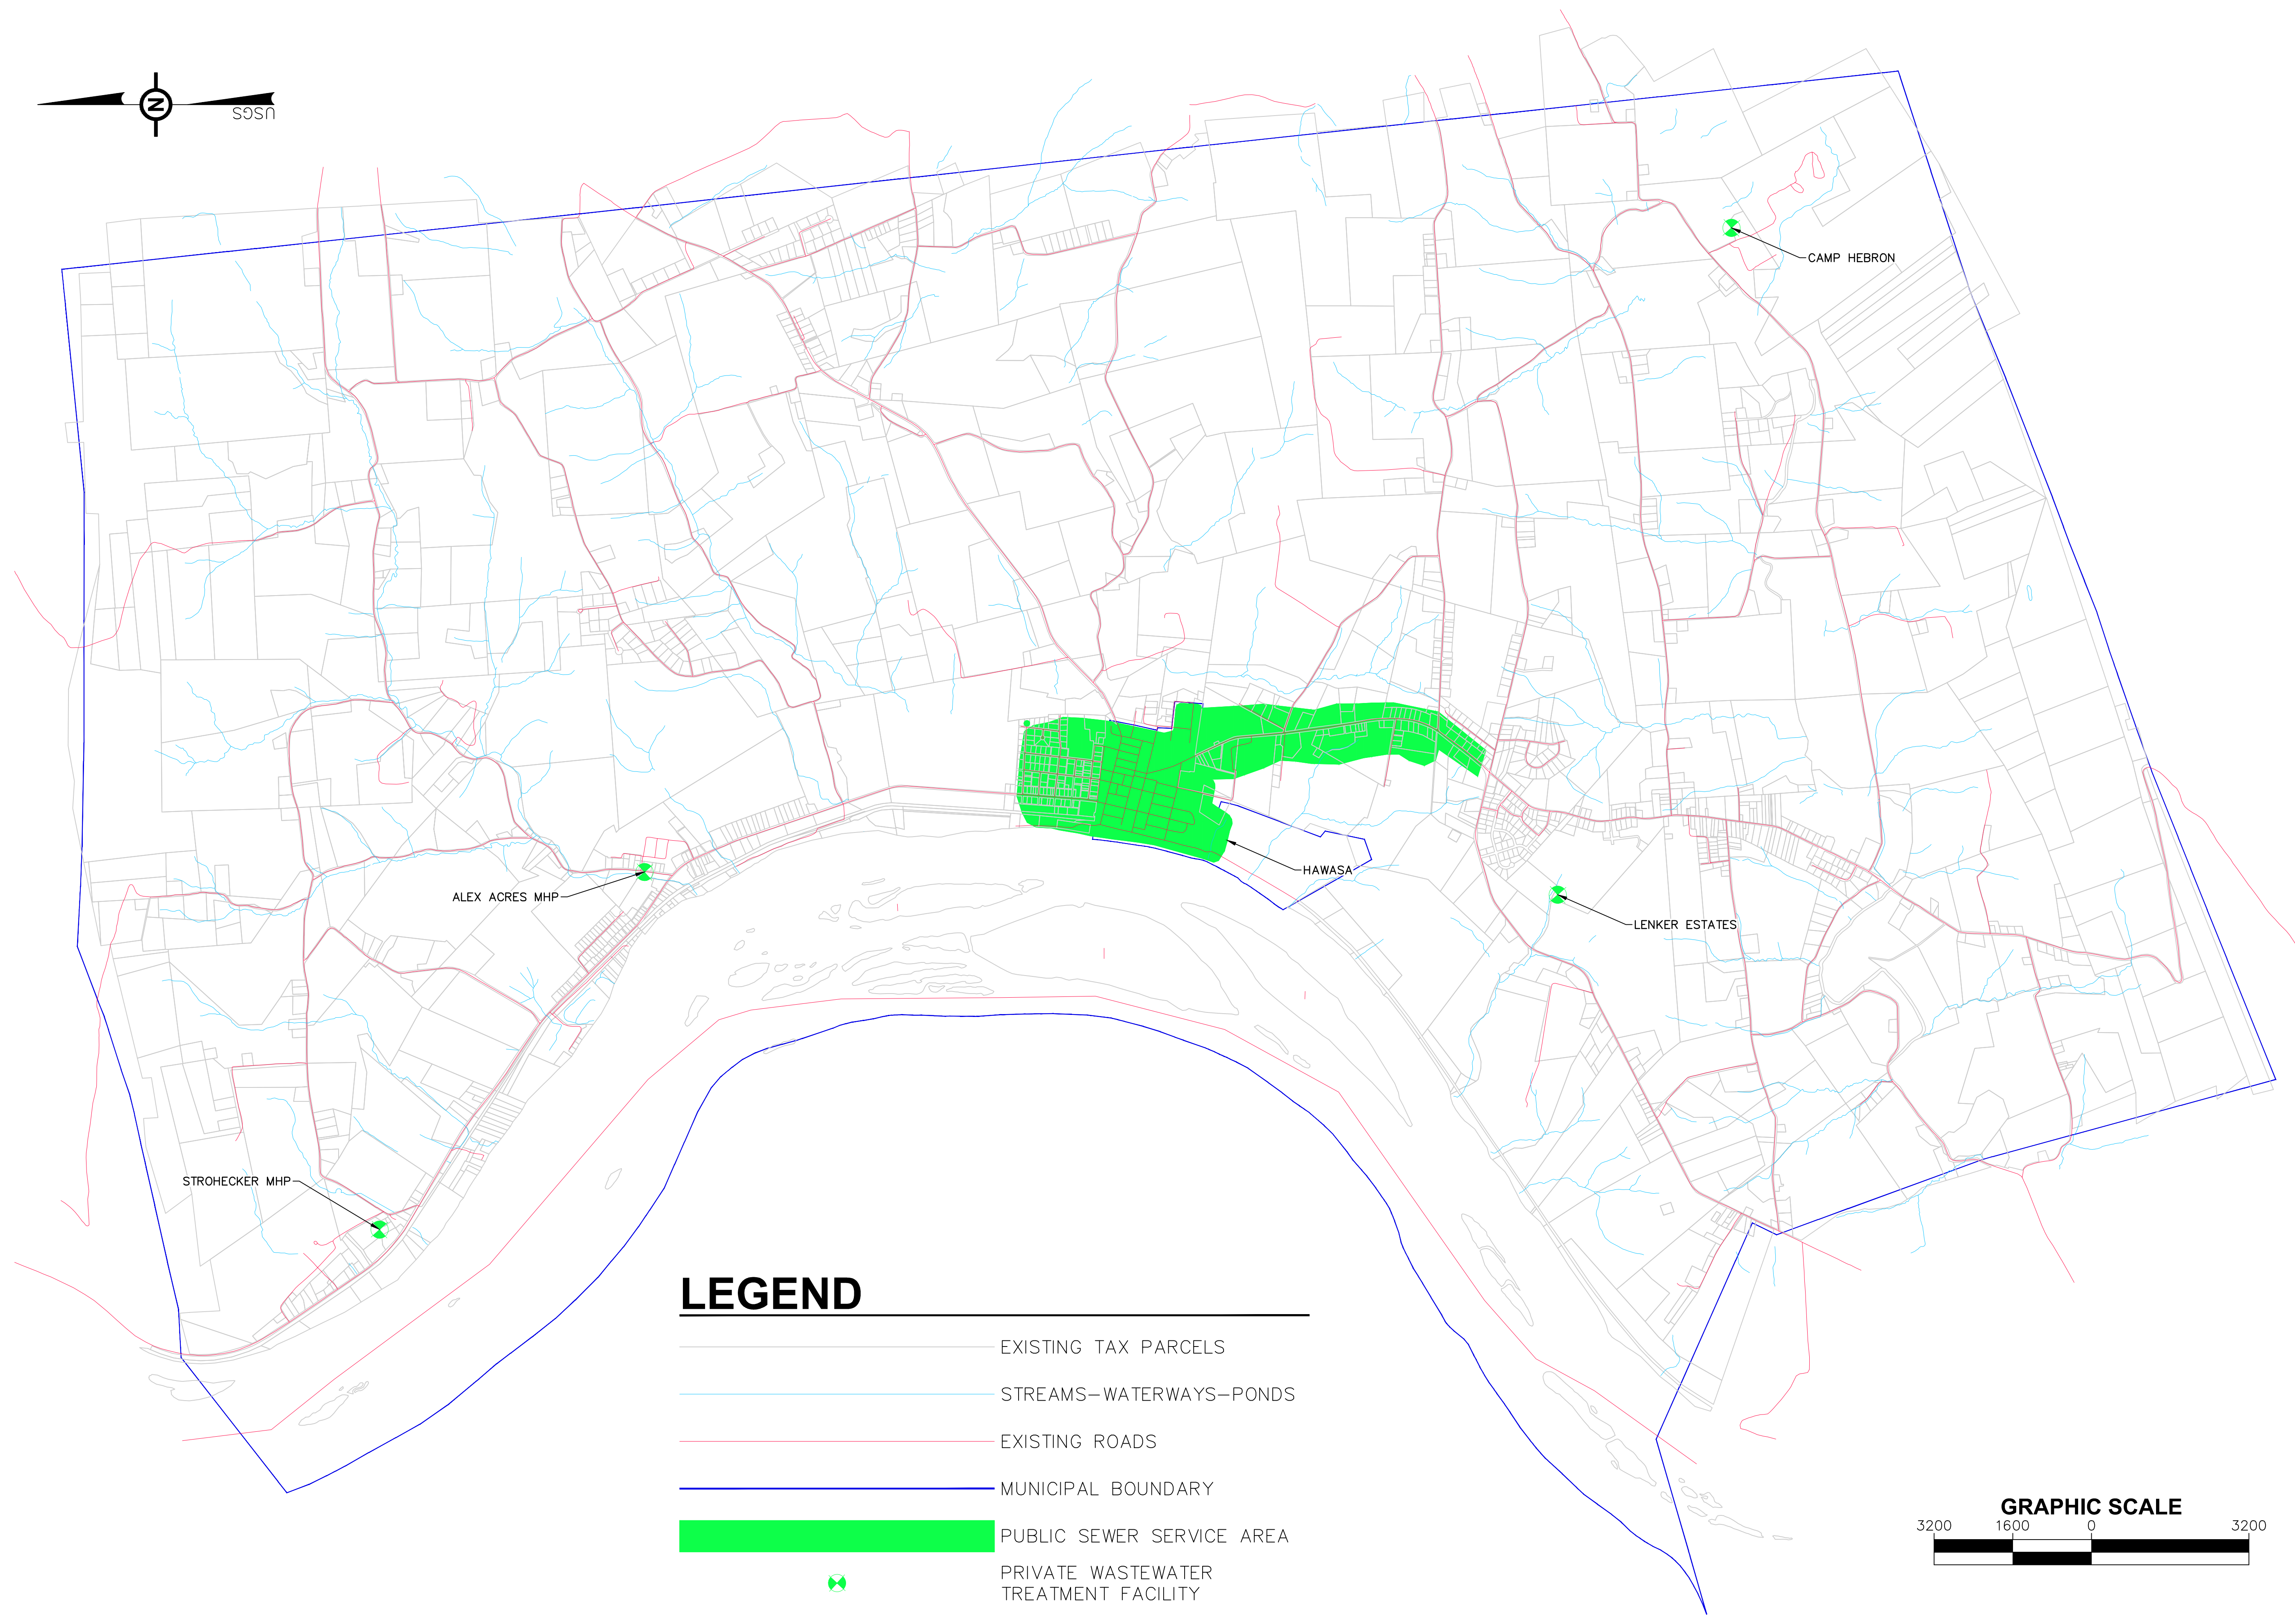 N
USGS
CAMP HEBRON
HAWASA
ALEX ACRES MHP
LENKER ESTATES
STROHECKER MHP
LEGEND
EXISTING TAX PARCELS
STREAMS-WATERWAYS-PONDS
EXISTING ROADS
MUNICIPAL BOUNDARY
PUBLIC SEWER SERVICE AREA
PRIVATE WASTEWATER
TREATMENT FACILITY
GRAPHIC SCALE
3200 1600 0 3200